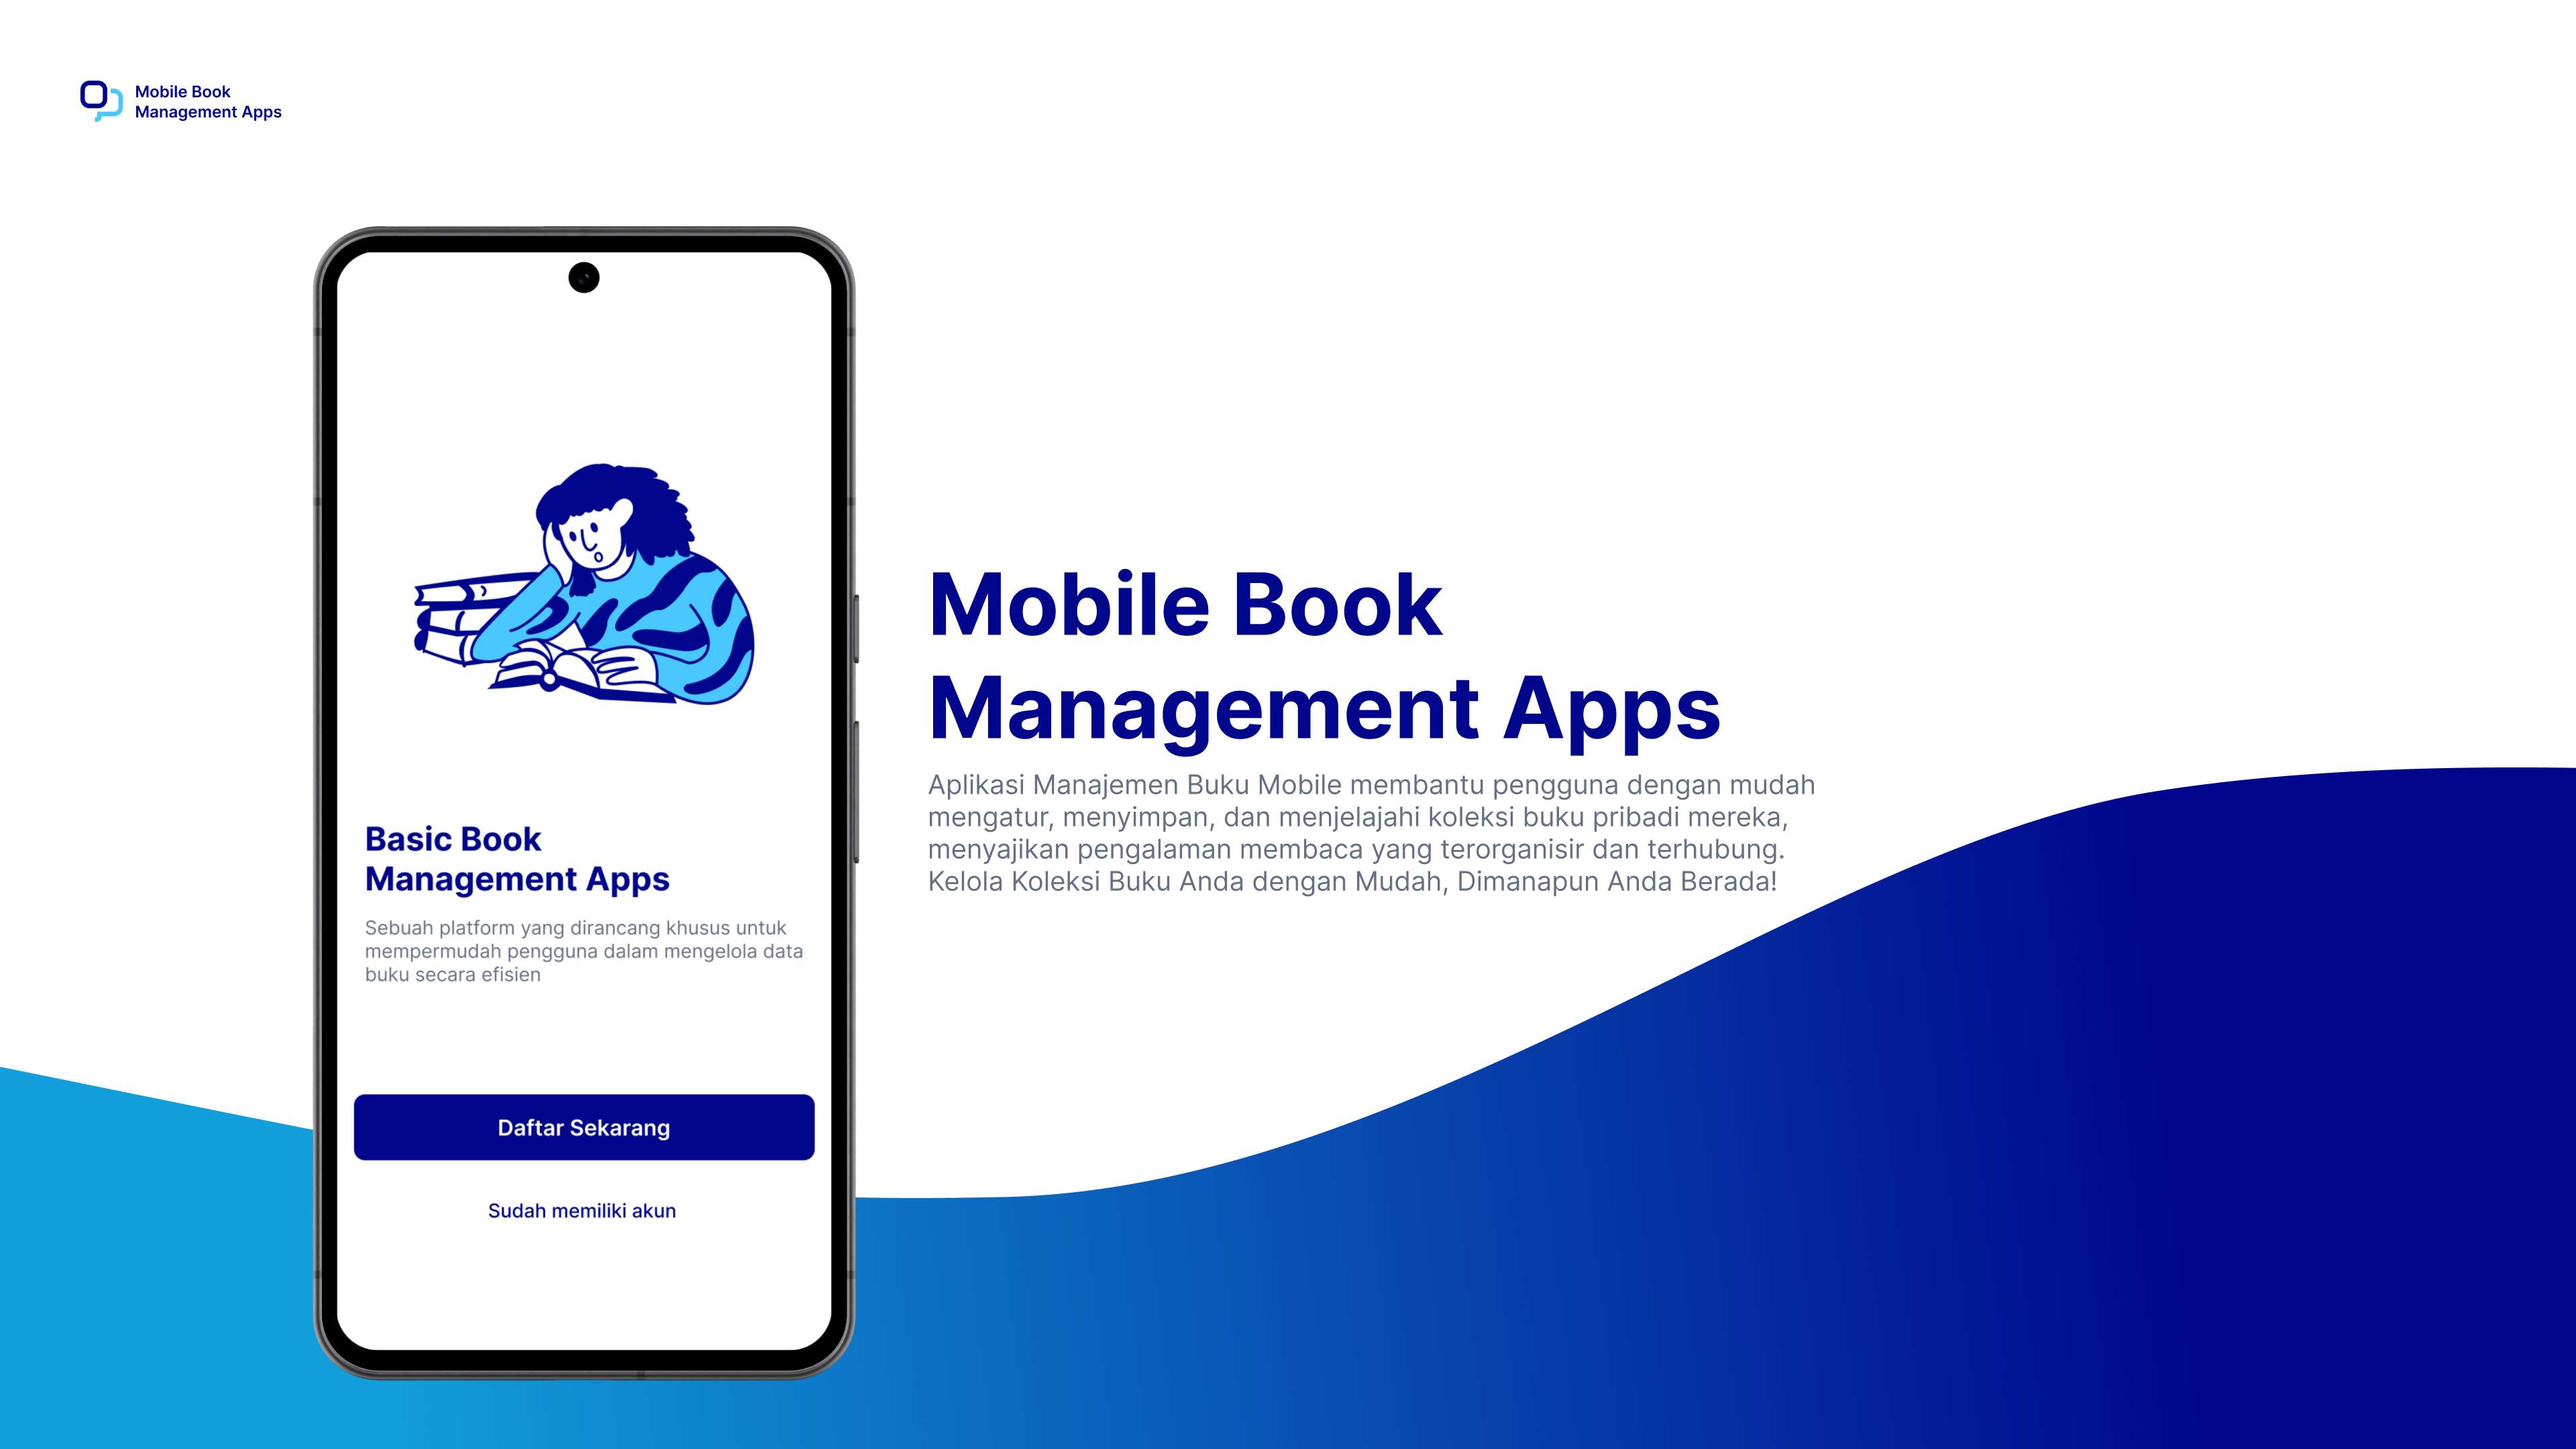 Mobile Book
Management Apps
Basic Book
Management Apps
Sebuah platform yang dirancang khusus untuk
mempermudah pengguna dalam mengelola data
buku secara efisien
Daftar Sekarang
Sudah memiliki akun
Mobile Book
Management Apps
Aplikasi Manajemen Buku Mobile membantu pengguna dengan mudah
mengatur, menyimpan, dan menjelajahi koleksi buku pribadi mereka,
menyajikan pengalaman membaca yang terorganisir dan terhubung.
Kelola Koleksi Buku Anda dengan Mudah, Dimanapun Anda Berada!